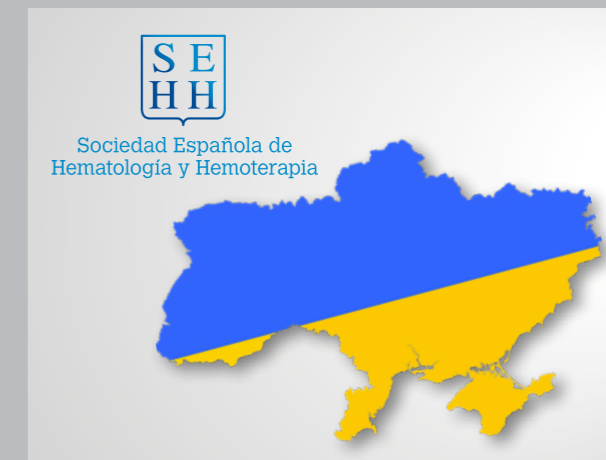 S E
H H
Sociedad Española de
Hematología y Hemoterapia